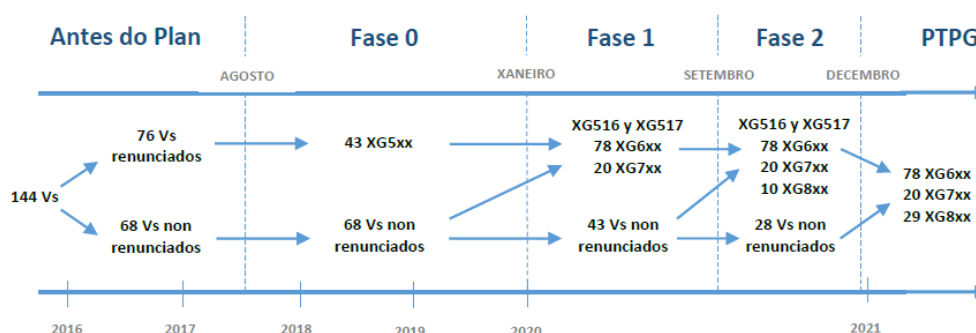 Antes do Plan
Fase 0
Fase 1
Fase 2
PTPG
AGOSTO
XANEIRO
SETEMBRO
DECEMBRO
144 Vs
76 Vs
renunciados
68 Vs non
renunciados
43 XG5xx
68 Vs non
renunciados
XG516 y XG517
78 XG6xx
20 XG7xx
43 Vs non
renunciados
XG516 y XG517
78 XG6xx
20 XG7xx
10 XG8xx
28 Vs non
renunciados
78 XG6xx
20 XG7xx
29 XG8xx
2016
2017
2018
2019
2020
2021